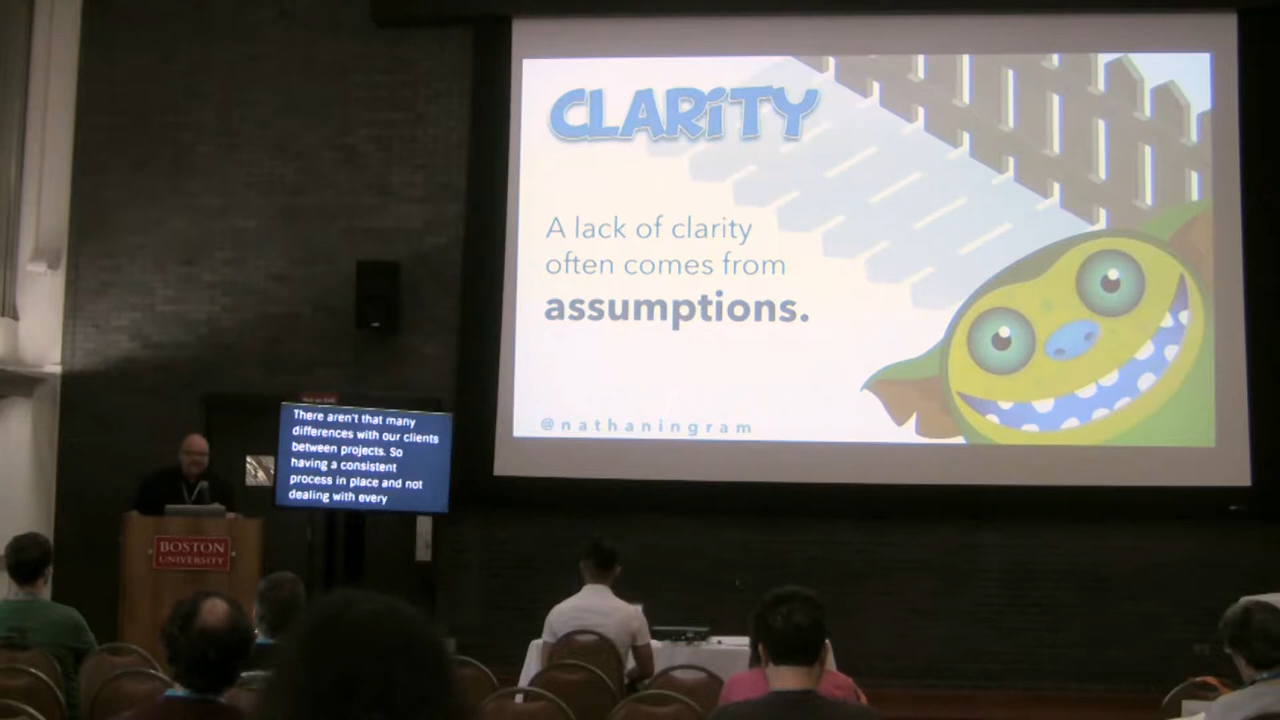 CLARiTY
A lack of clarity
often comes from
assumptions.
@nathaningram
There aren't that many
differences with our clients
between projects. So
having a consistent
process in place and not
dealing with every
BOSTON
UNIVERSITY